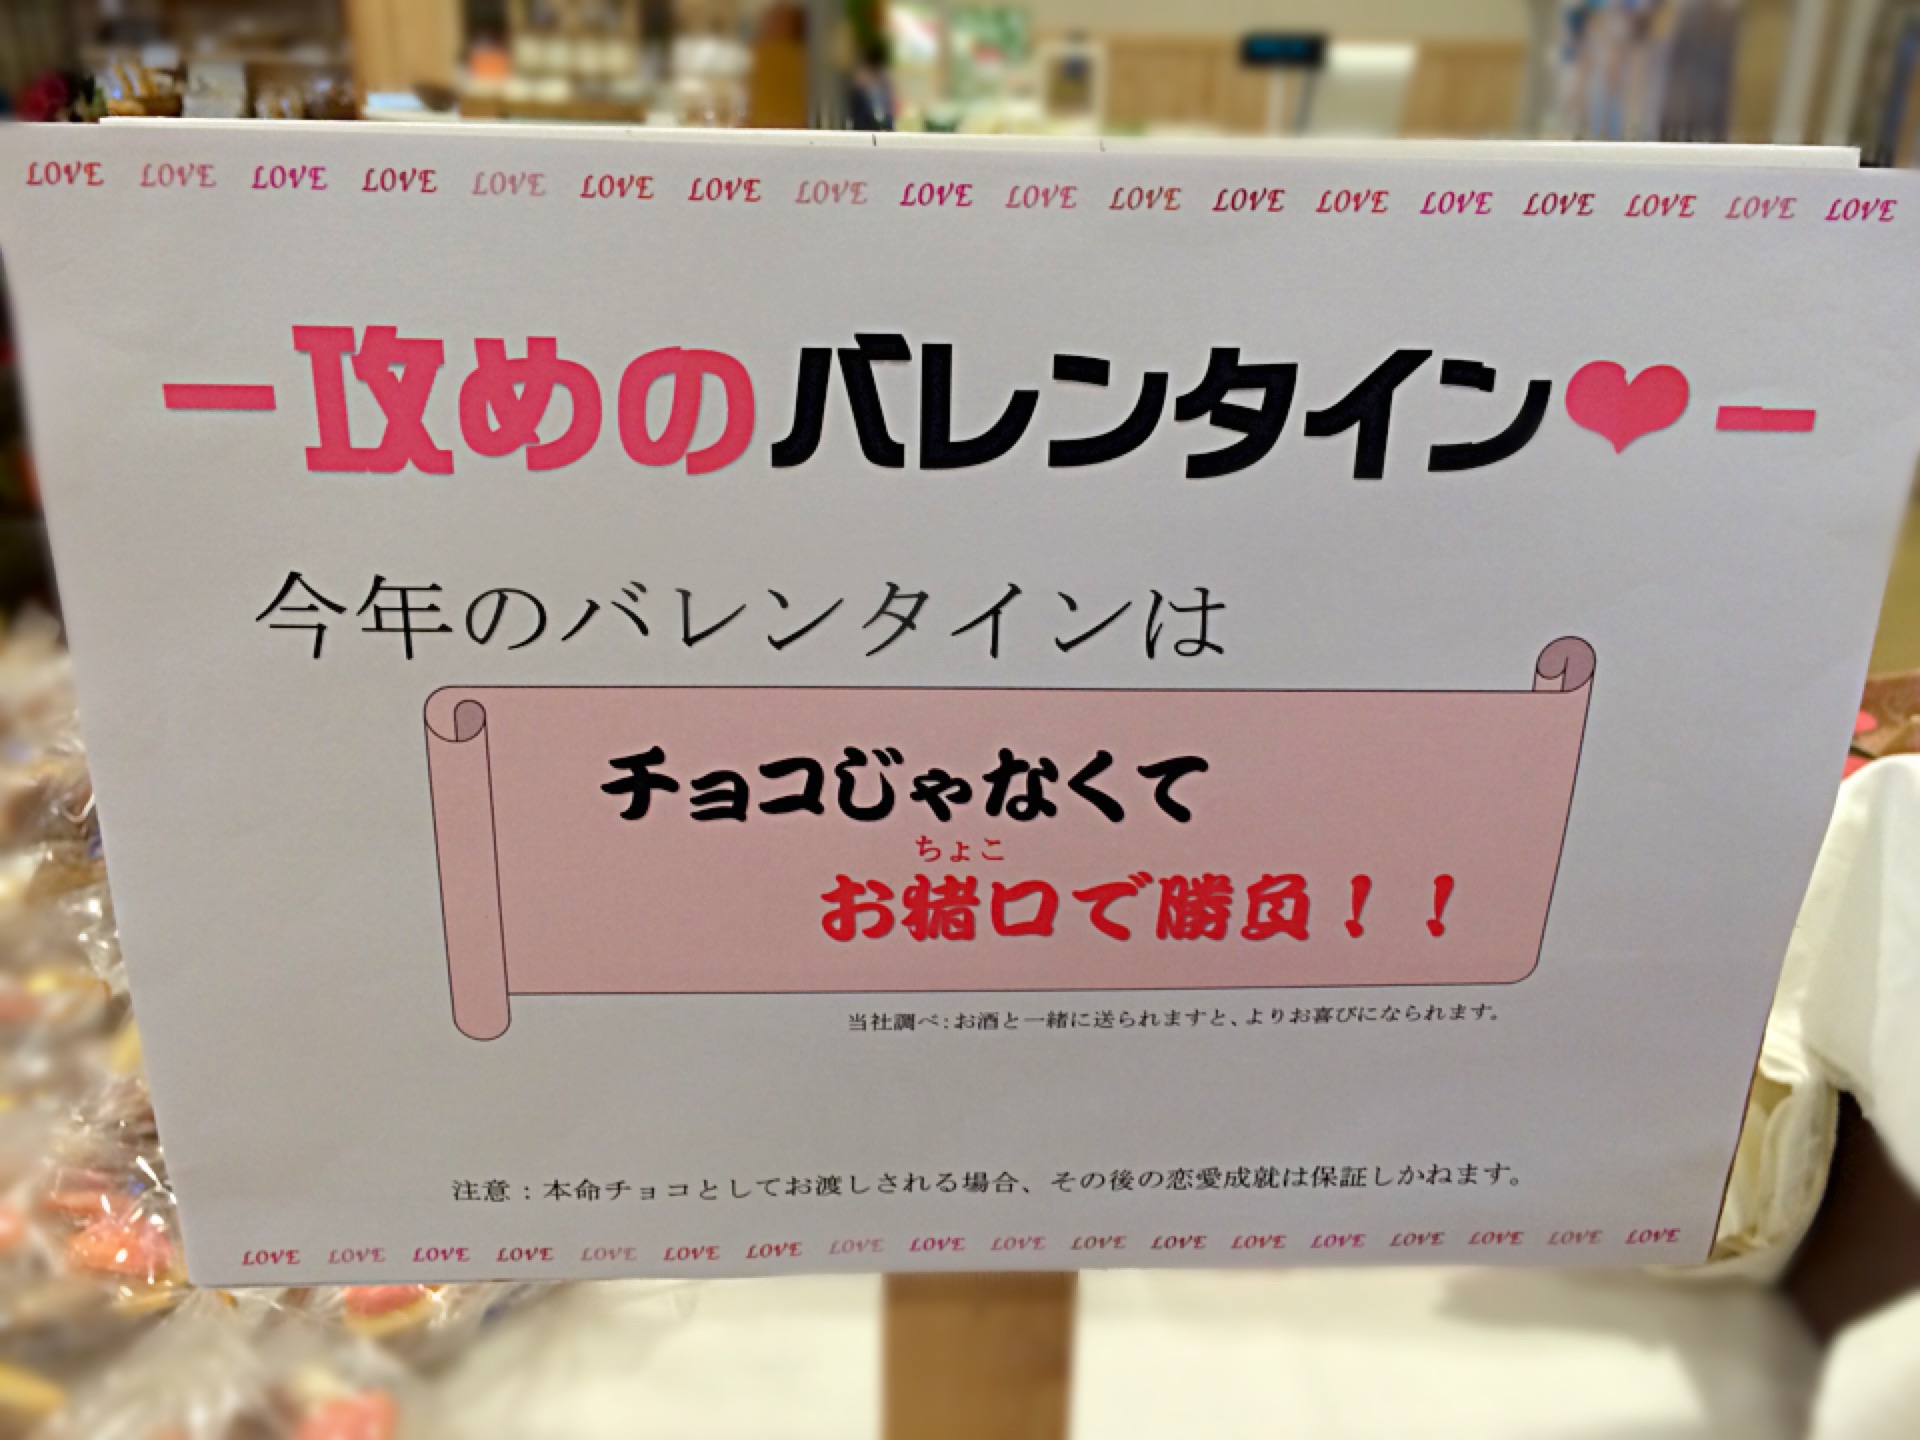 LOVE LOVE LOVE LOVE LOVE LOVE LOVE LOVE LOVE LOVE LOVE LOVE LOVE LOVE LOVE LOVE LOVE LOVE
ー攻めのバレンタイン❤ー
今年のバレンタインは
チョコじゃなくて
ちょこ
お猪口で勝負！！
当社調べ:お酒と一緒に送られますと、よりお喜びになられます。
注意：本命チョコとしてお渡しされる場合、その後の恋愛成就は保証しかねます。
LOVE LOVE LOVE LOVE LOVE LOVE LOVE LOVE LOVE LOVE LOVE LOVE LOVE LOVE LOVE LOVE LOVE LOVE